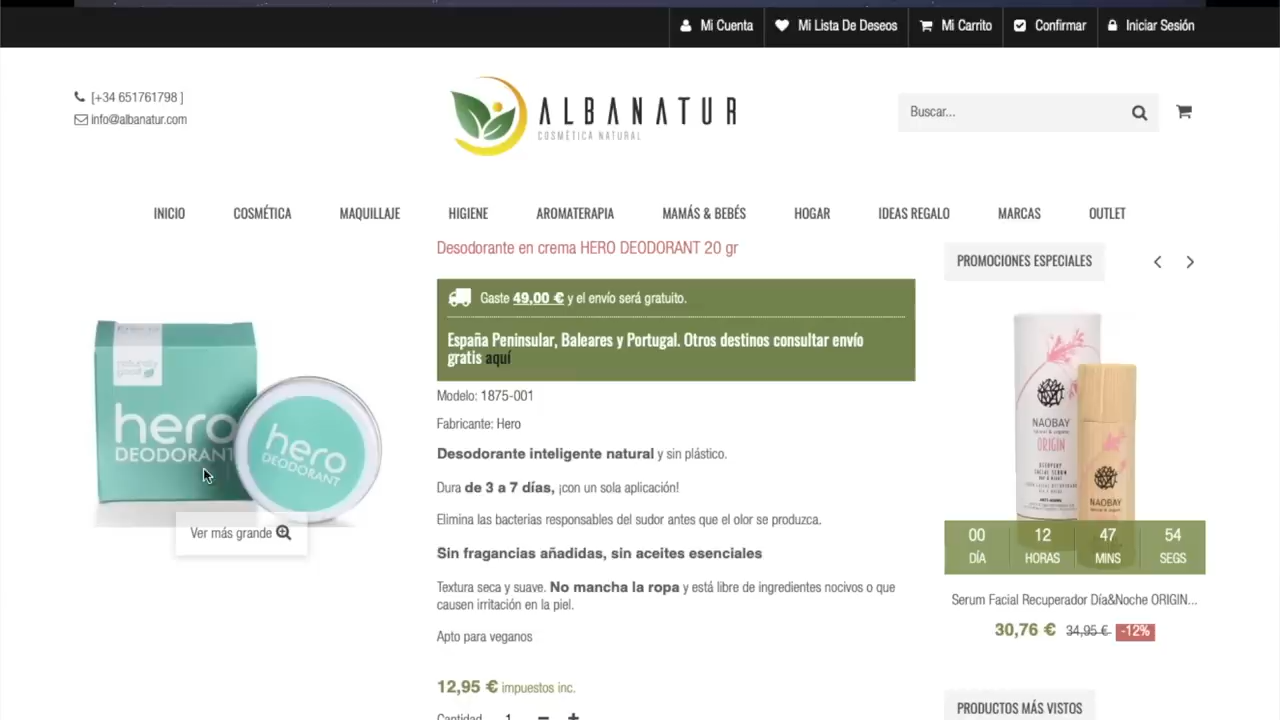 Mi Cuenta
Mi Lista De Deseos
Mi Carrito
Confirmar
Iniciar Sesión
[+34 651761798 ]
info@albanatur.com
ALBANATUR
COSMÉTICA NATURAL
Buscar...
INICIO
COSMÉTICA
MAQUILLAJE
HIGIENE
AROMATERAPIA
MAMÁS & BEBÉS
HOGAR
IDEAS REGALO
MARCAS
OUTLET
naturally
good
hero
DEODORANT
hero
DEODORANT
Ver más grande
Desodorante en crema HERO DEODORANT 20 gr
Gaste 49,00 € y el envío será gratuito.
España Peninsular, Baleares y Portugal. Otros destinos consultar envío
gratis aquí
Modelo: 1875-001
Fabricante: Hero
Desodorante inteligente natural y sin plástico.
Dura de 3 a 7 días, ¡con un sola aplicación!
Elimina las bacterias responsables del sudor antes que el olor se produzca.
Sin fragancias añadidas, sin aceites esenciales
Textura seca y suave. No mancha la ropa y está libre de ingredientes nocivos o que
causen irritación en la piel.
Apto para veganos
12,95 € impuestos inc.
Cantidad 1
PROMOCIONES ESPECIALES
NAOBAY
ORIGIN
NAOBAY
00 12 47 54
DÍA HORAS MINS SEGS
Serum Facial Recuperador Día&Noche ORIGIN...
30,76 € 34,95 € -12%
PRODUCTOS MÁS VISTOS